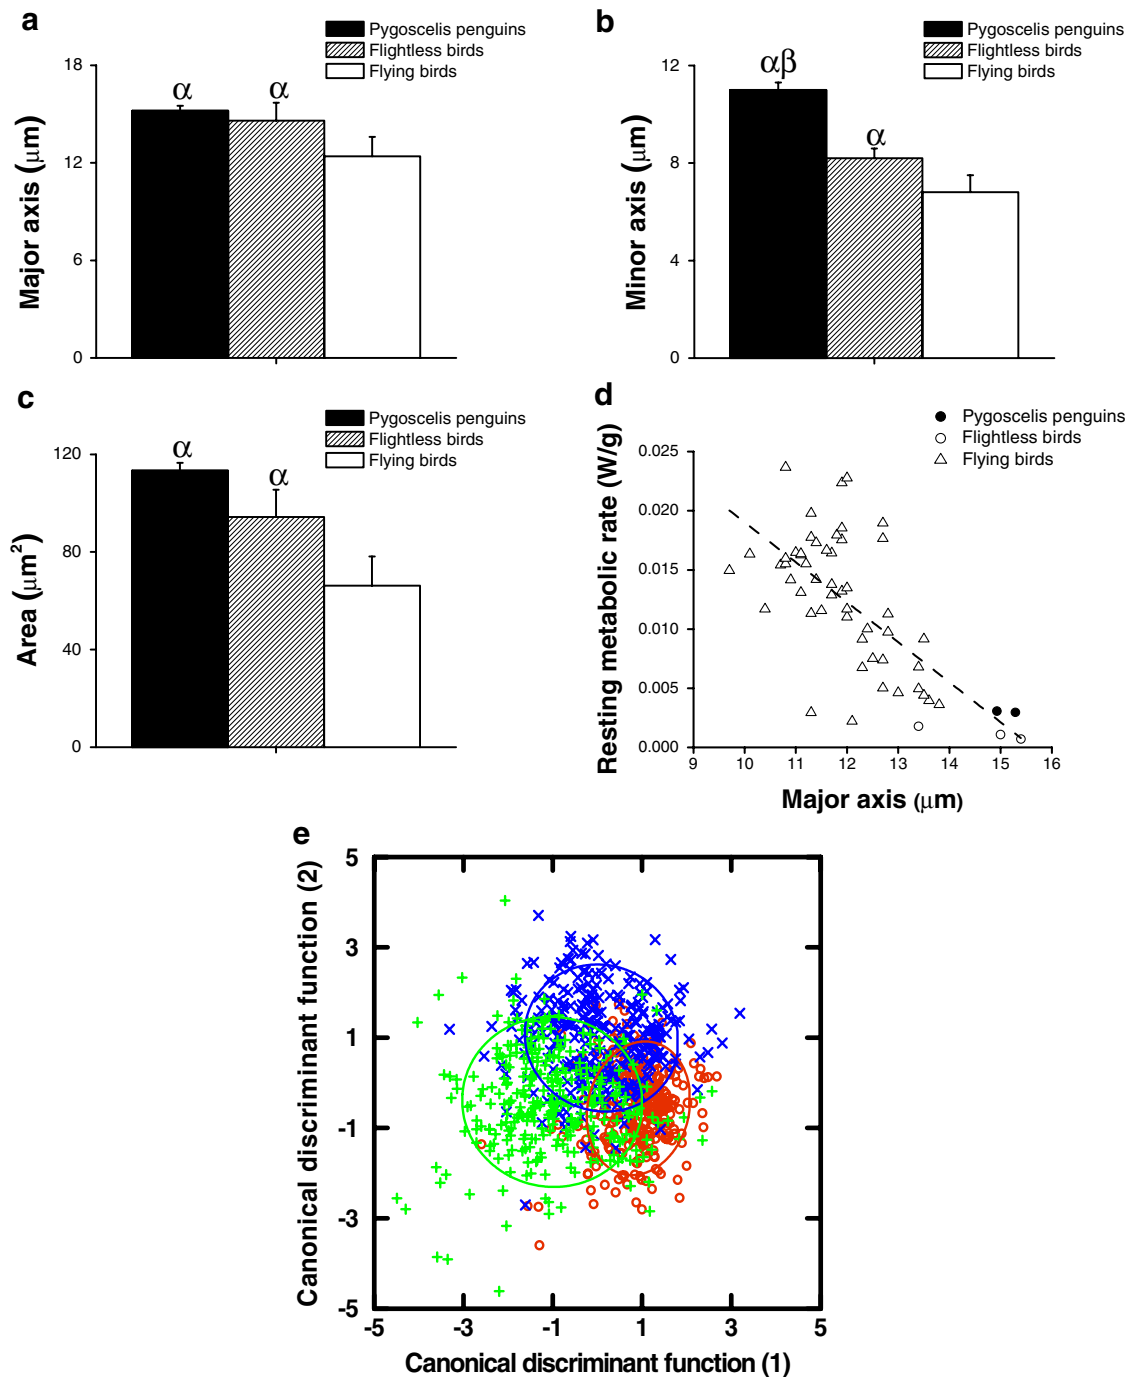 a
Pygoscelis penguins
Flightless birds
Flying birds
18
12
6
0
Major axis (μm)
α
α
b
Pygoscelis penguins
Flightless birds
Flying birds
12
8
4
0
Minor axis (μm)
αβ
α
c
Pygoscelis penguins
Flightless birds
Flying birds
120
80
40
0
Area (μm²)
α
α
d
Pygoscelis penguins
Flightless birds
Flying birds
0.025
0.020
0.015
0.010
0.005
0.000
Resting metabolic rate (W/g)
9 10 11 12 13 14 15 16
Major axis (μm)
e
5
3
1
-1
-3
-5
Canonical discriminant function (2)
-5 -3 -1 1 3 5
Canonical discriminant function (1)